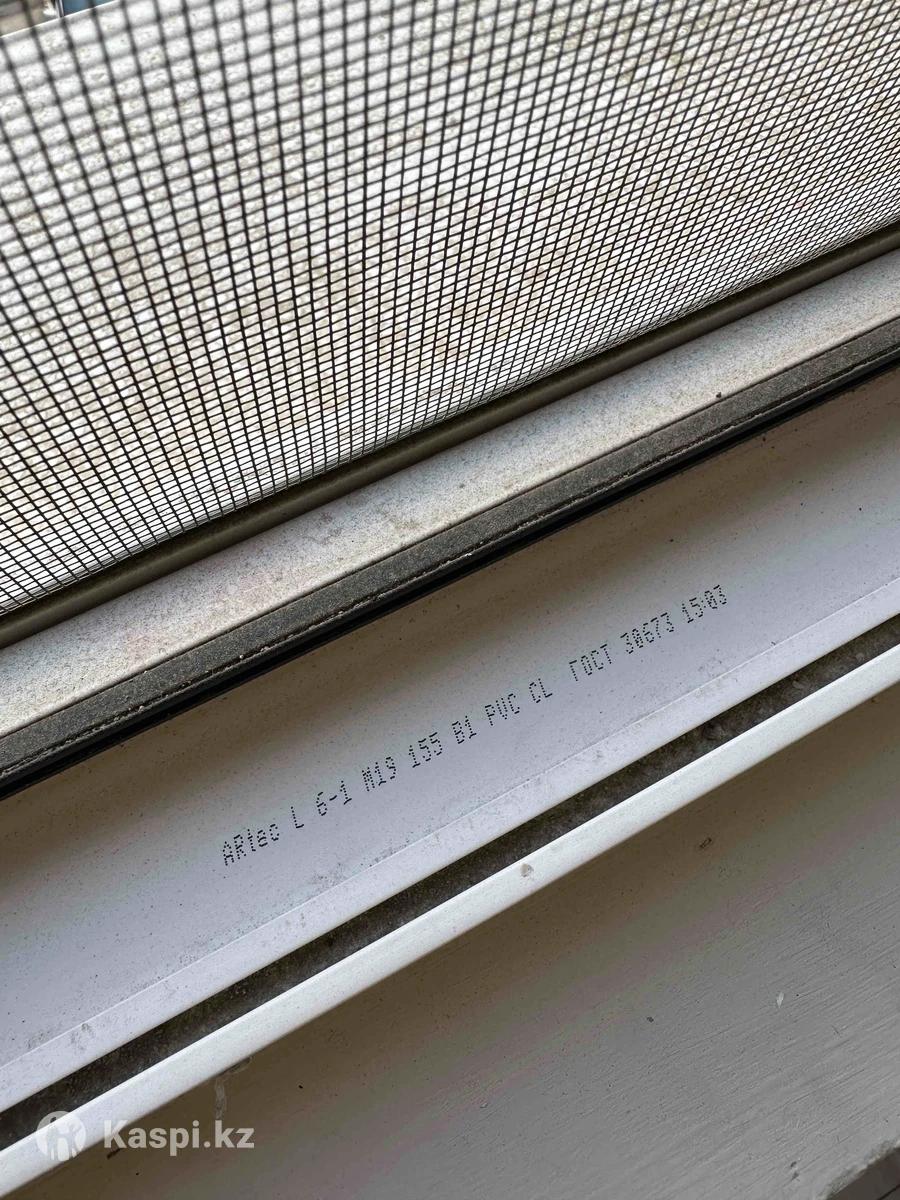 ARtec L 6-1 M19 155 B1 PVC CL ГОСТ 30673 15:03
Kaspi.kz